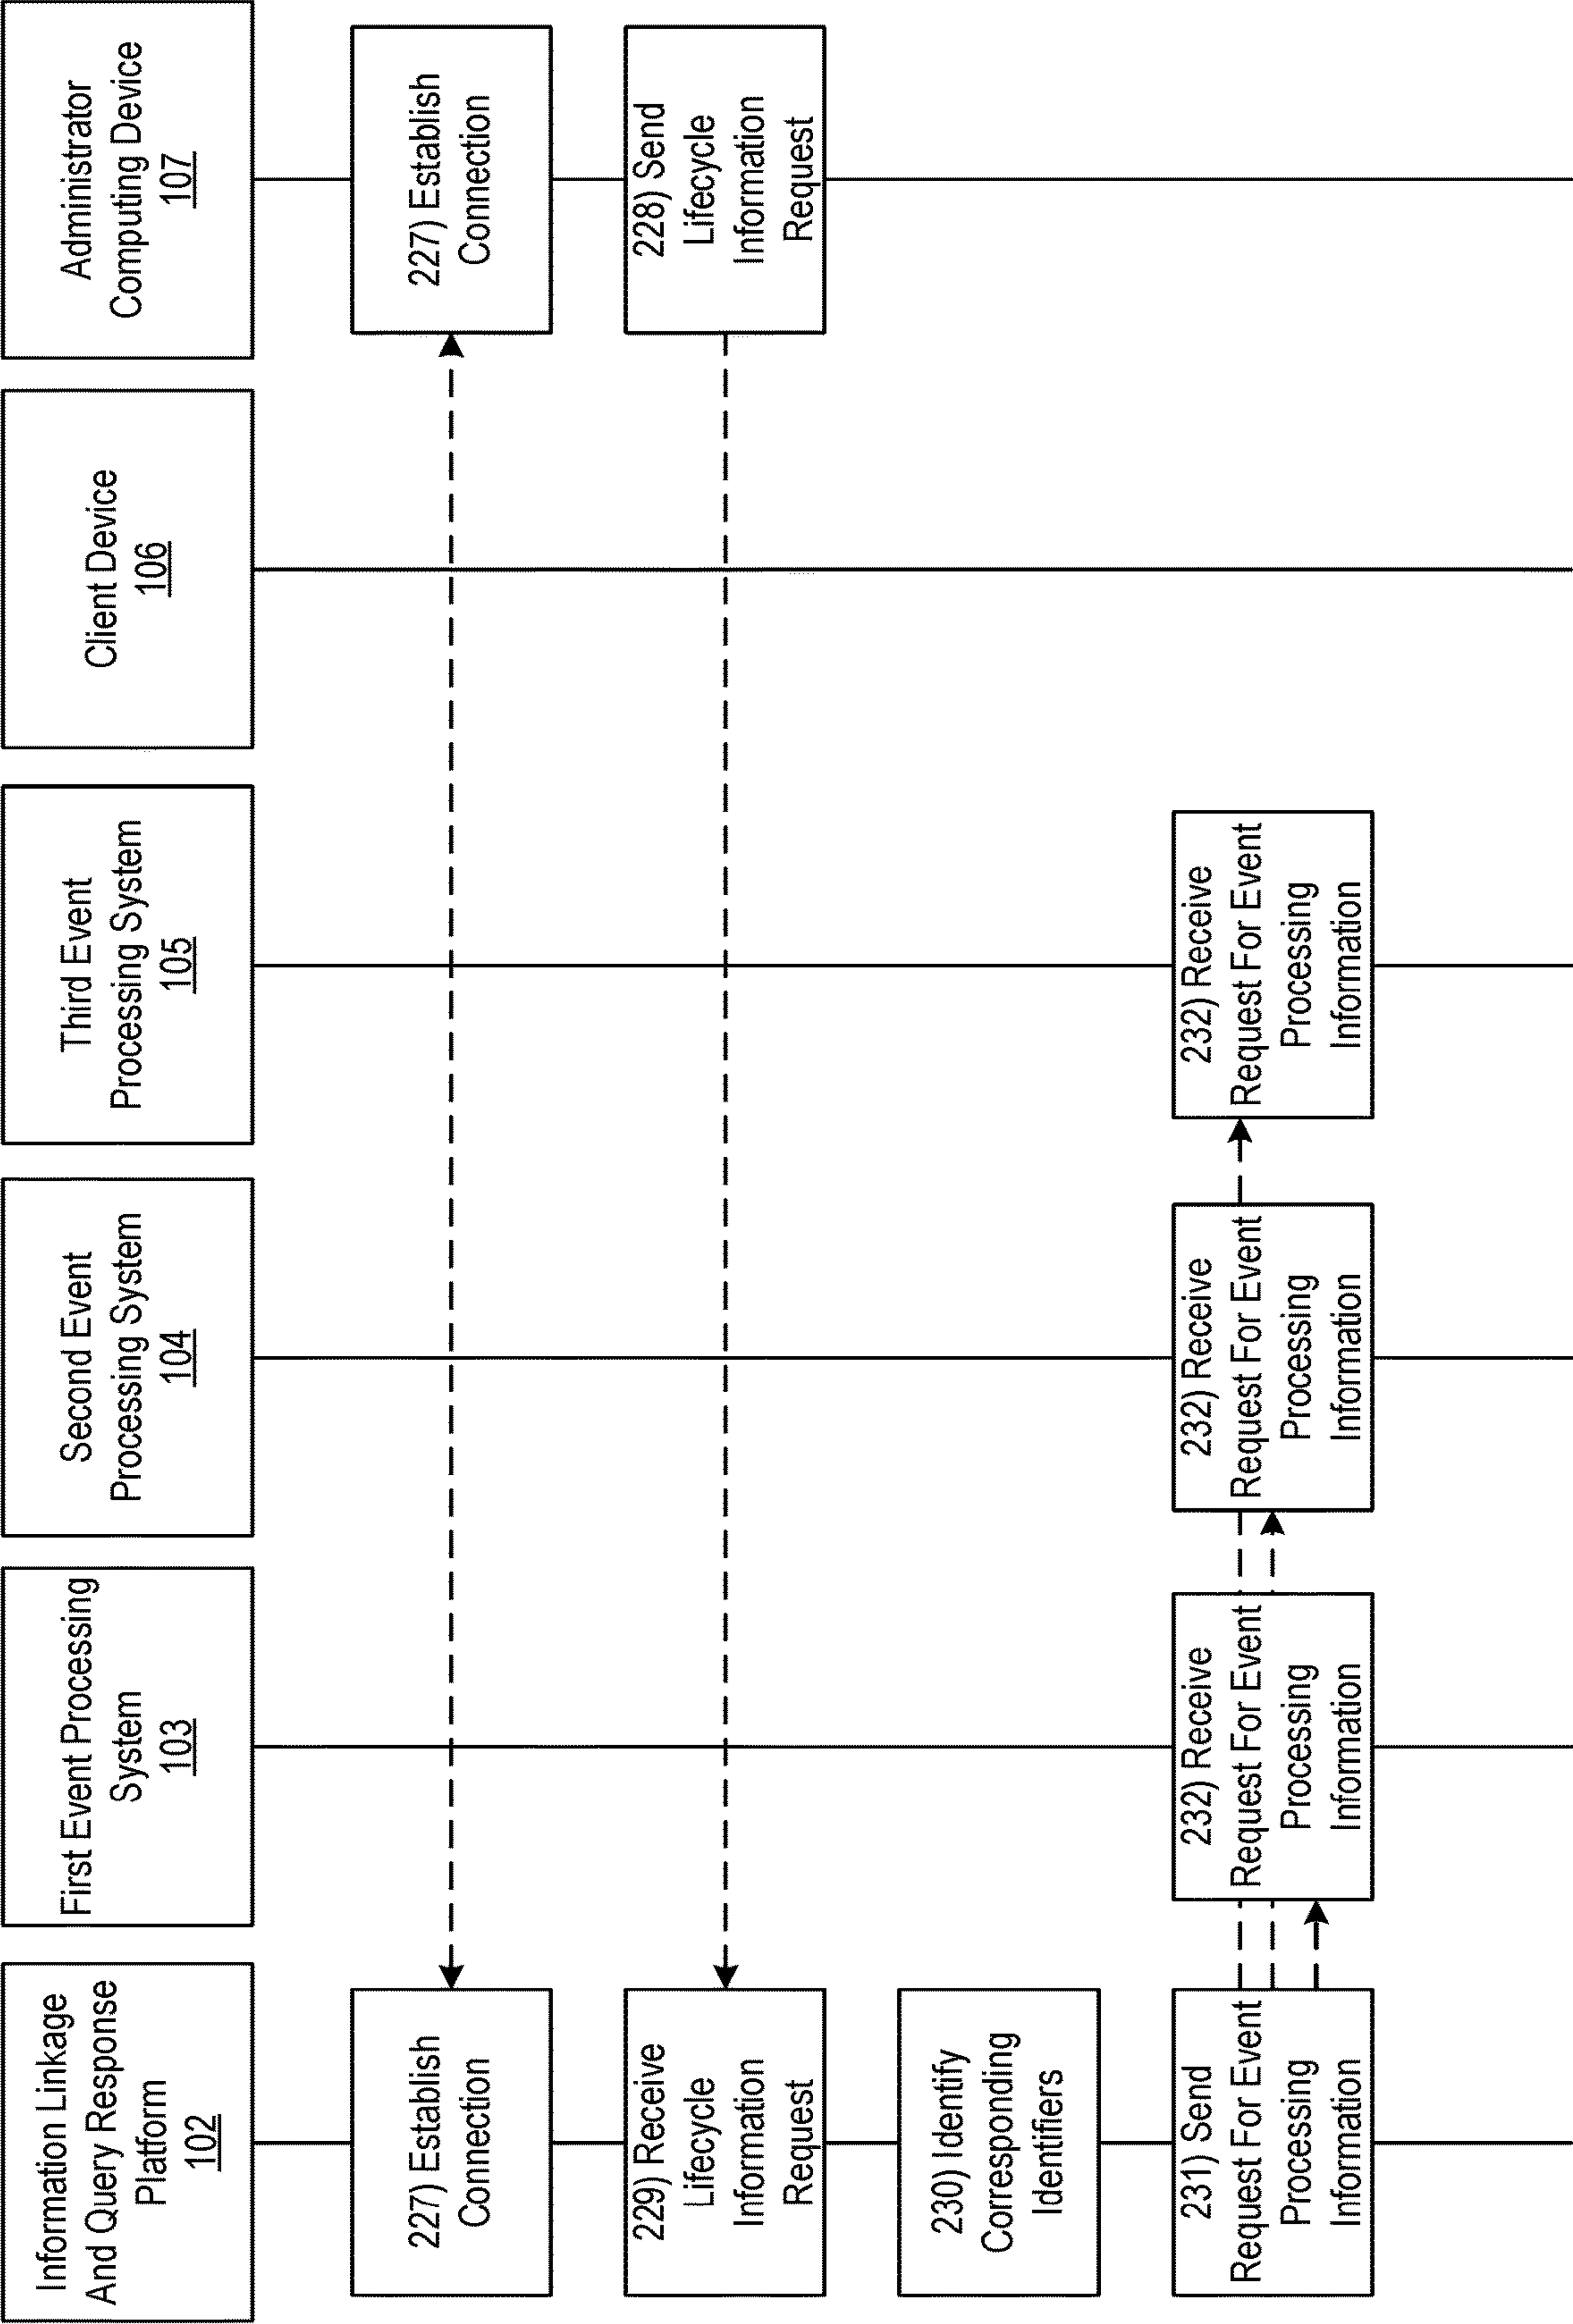 Information Linkage
And Query Response
Platform
102
First Event Processing
System
103
Second Event
Processing System
104
Third Event
Processing System
105
Client Device
106
Administrator
Computing Device
107
227) Establish
Connection
227) Establish
Connection
228) Send
Lifecycle
Information
Request
229) Receive
Lifecycle
Information
Request
230) Identify
Corresponding
Identifiers
231) Send
Request For Event
Processing
Information
232) Receive
Request For Event
Processing
Information
232) Receive
Request For Event
Processing
Information
232) Receive
Request For Event
Processing
Information